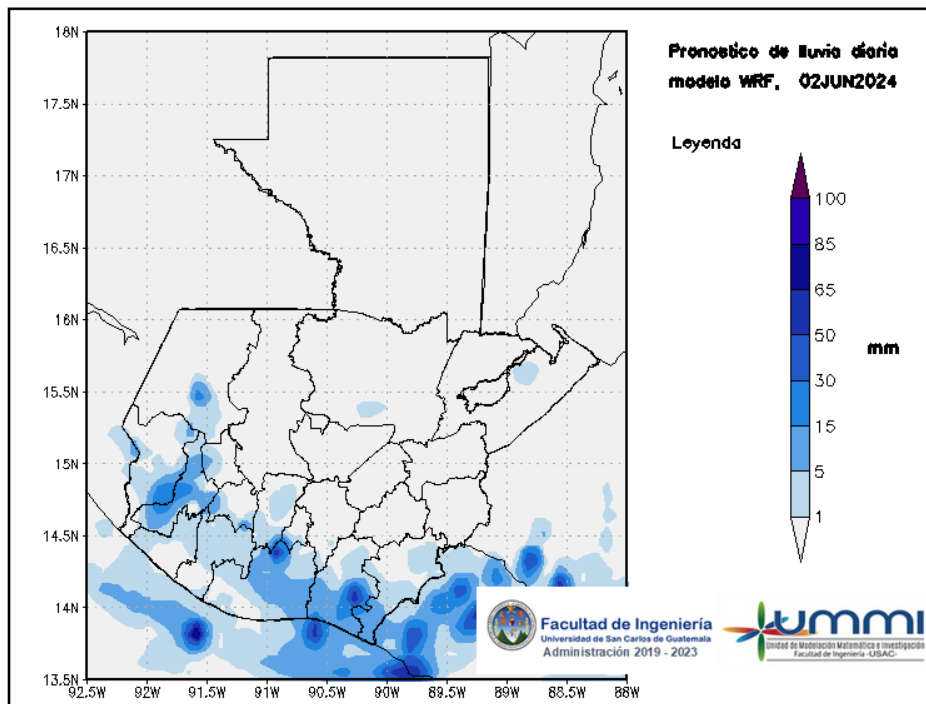 Pronostico de lluvia diaria
modelo WRF, 02JUN2024
Leyenda
100
85
65
50
30
15
5
1
mm
18N
17.5N
17N
16.5N
16N
15.5N
15N
14.5N
14N
13.5N
92.5W
92W
91.5W
91W
90.5W
90W
89.5W
89W
88.5W
88W
Facultad de Ingeniería
Universidad de San Carlos de Guatemala
Administración 2019 - 2023
UMMI
Unidad de Modelación Matemática e Investigación
Facultad de Ingeniería -USAC-